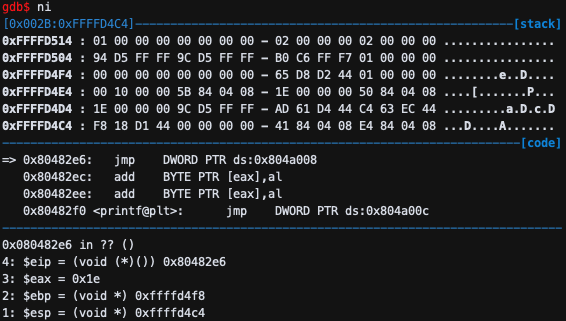 gdb$ ni
[0x002B:0xFFFFD4C4]------------------------------------------------------[stack]
0xFFFFD514 : 01 00 00 00 00 00 00 00 - 02 00 00 00 02 00 00 00 ................
0xFFFFD504 : 94 D5 FF FF 9C D5 FF FF - B0 C6 FF F7 01 00 00 00 ................
0xFFFFD4F4 : 00 00 00 00 00 00 00 00 - 65 D8 D2 44 01 00 00 00 ........e..D....
0xFFFFD4E4 : 00 10 00 00 5B 84 04 08 - 1E 00 00 00 50 84 04 08 ....[.......P...
0xFFFFD4D4 : 1E 00 00 00 9C D5 FF FF - AD 61 D4 44 C4 63 EC 44 .........a.D.c.D
0xFFFFD4C4 : F8 18 D1 44 00 00 00 00 - 41 84 04 08 E4 84 04 08 ...D....A.......
--------------------------------------------------------------------------[code]
=> 0x80482e6: jmp DWORD PTR ds:0x804a008
0x80482ec: add BYTE PTR [eax],al
0x80482ee: add BYTE PTR [eax],al
0x80482f0 <printf@plt>: jmp DWORD PTR ds:0x804a00c
--------------------------------------------------------------------------------
0x080482e6 in ?? ()
4: $eip = (void (*)()) 0x80482e6
3: $eax = 0x1e
2: $ebp = (void *) 0xffffd4f8
1: $esp = (void *) 0xffffd4c4